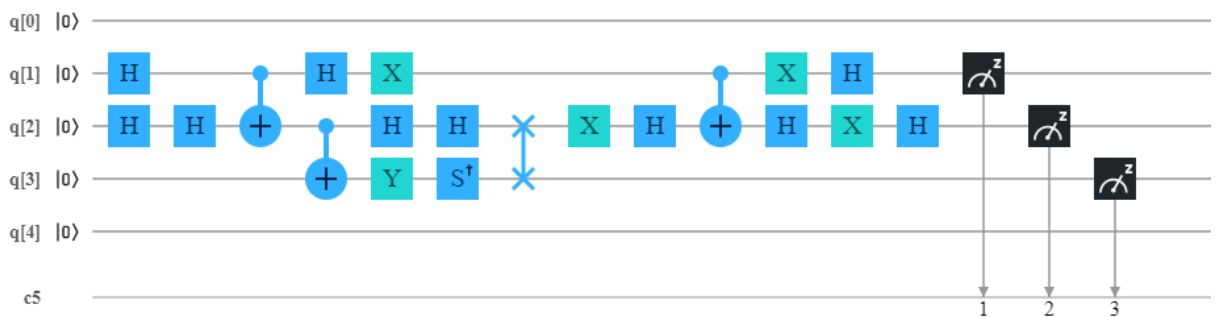 q[0] |0⟩
q[1] |0⟩ H H X X H z
q[2] |0⟩ H H + H H X H + H X H z
q[3] |0⟩ + Y S† z
q[4] |0⟩
c5 1 2 3